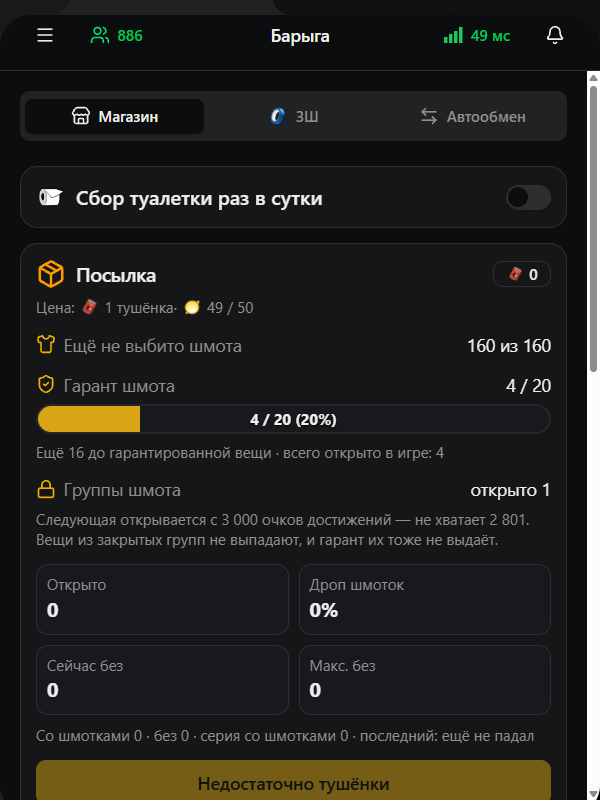 886 Барыга 49 мс
Магазин ЗШ Автообмен
Сбор туалетки раз в сутки
Посылка 0
Цена: 1 тушёнка· 49 / 50
Ещё не выбито шмота 160 из 160
Гарант шмота 4 / 20
4 / 20 (20%)
Ещё 16 до гарантированной вещи · всего открыто в игре: 4
Группы шмота открыто 1
Следующая открывается с 3 000 очков достижений — не хватает 2 801.
Вещи из закрытых групп не выпадают, и гарант их тоже не выдаёт.
Открыто Дроп шмоток
0 0%
Сейчас без Макс. без
0 0
Со шмотками 0 · без 0 · серия со шмотками 0 · последний: ещё не падал
Недостаточно тушёнки